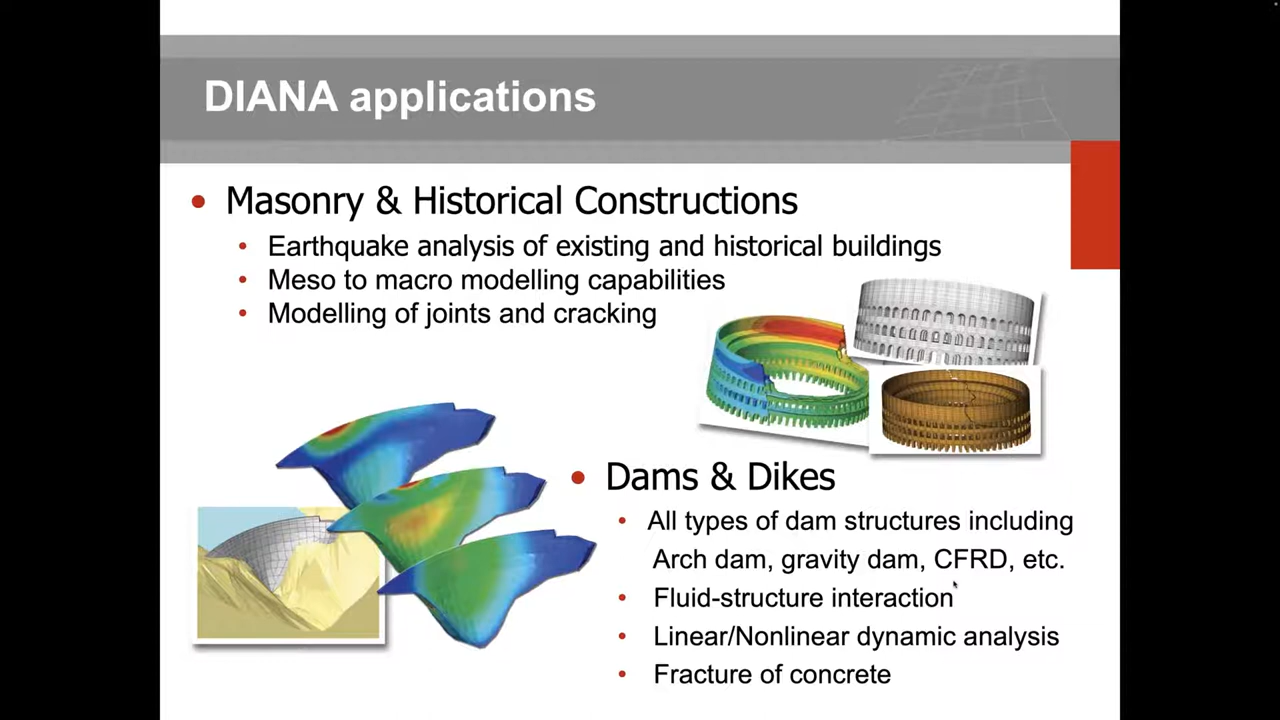 DIANA applications
• Masonry & Historical Constructions
• Earthquake analysis of existing and historical buildings
• Meso to macro modelling capabilities
• Modelling of joints and cracking
• Dams & Dikes
• All types of dam structures including
Arch dam, gravity dam, CFRD, etc.
• Fluid-structure interaction
• Linear/Nonlinear dynamic analysis
• Fracture of concrete